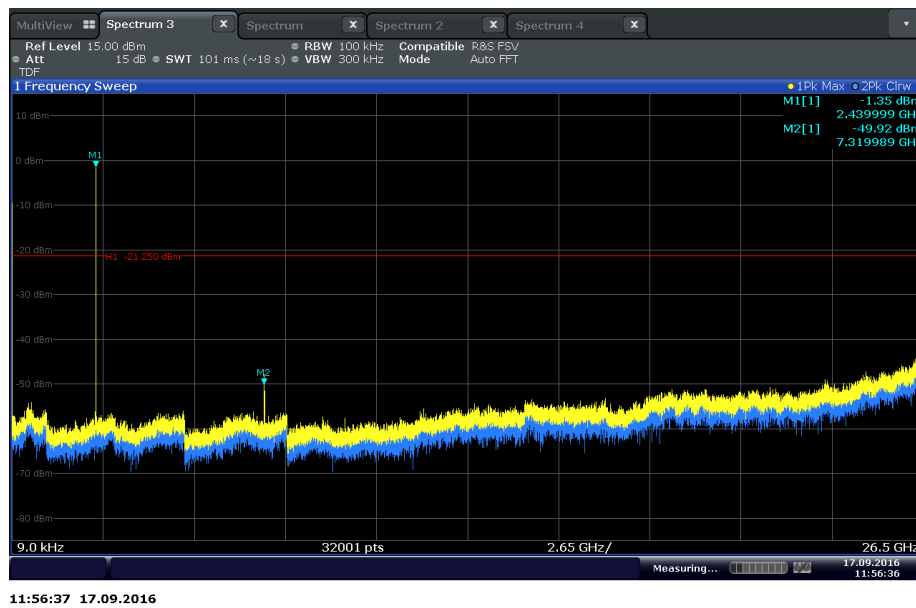 MultiView Spectrum 3 X Spectrum X Spectrum 2 X Spectrum 4 X
Ref Level 15.00 dBm RBW 100 kHz Compatible R&S FSV
Att 15 dB SWT 101 ms (~18 s) VBW 300 kHz Mode Auto FFT
TDF
1 Frequency Sweep 1Pk Max 2Pk Clrw
M1[1] -1.35 dBm
10 dBm 2.439999 GH
M2[1] -49.92 dBm
7.319989 GH
M1
0 dBm
-10 dBm
-20 dBm
H1 -21.250 dBm
-30 dBm
-40 dBm
M2
-50 dBm
-70 dBm
-80 dBm
9.0 kHz 32001 pts 2.65 GHz/ 26.5 GHz
Measuring... 17.09.2016
11:56:36
11:56:37 17.09.2016